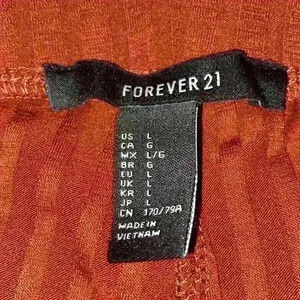 FOREVER 21
US L
CA G
MX L/G
BR G
EU L
UK L
KR L
JP L
CN 170/79A
MADE IN
VIETNAM